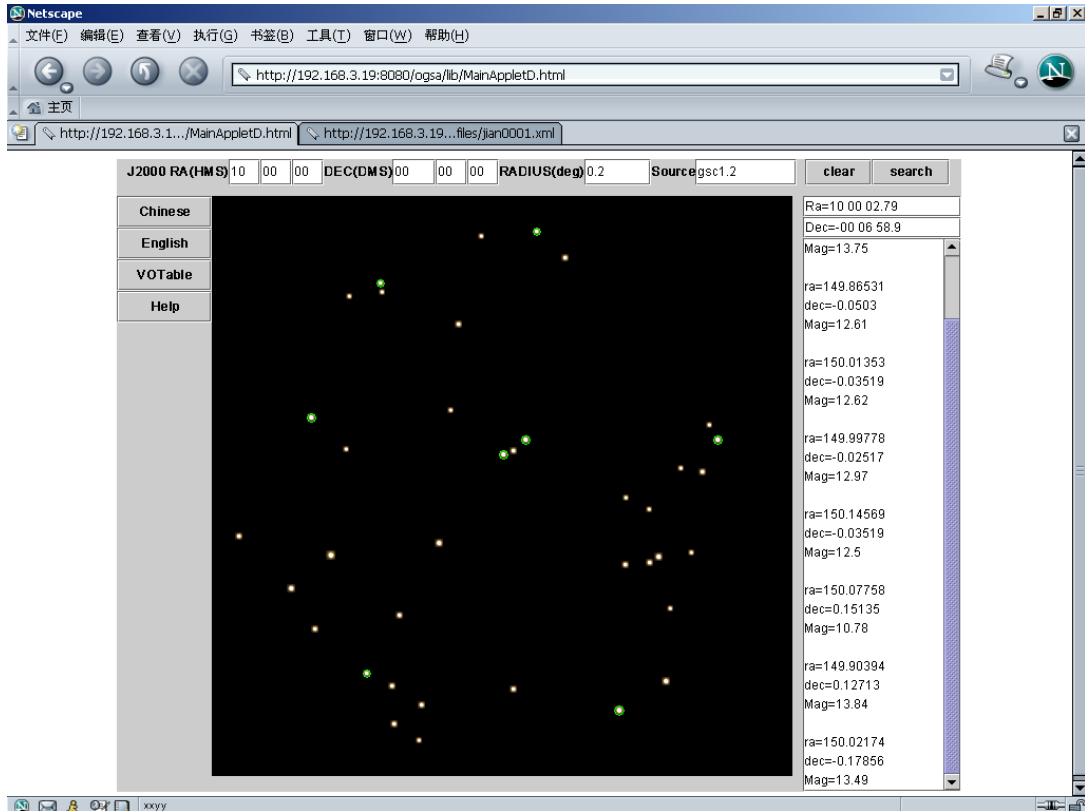 Netscape
文件(F) 编辑(E) 查看(V) 执行(G) 书签(B) 工具(T) 窗口(W) 帮助(H)
http://192.168.3.19:8080/ogsa/lib/MainAppletD.html
N
主页
http://192.168.3.1.../MainAppletD.html http://192.168.3.19...files/jian0001.xml
J2000 RA(HMS) 10 00 00 DEC(DMS) 00 00 00 RADIUS(deg) 0.2 Source gsc1.2 clear search
Chinese
English
VOTable
Help
Ra=10 00 02.79
Dec=-00 06 58.9
Mag=13.75
ra=149.86531
dec=-0.0503
Mag=12.61
ra=150.01353
dec=-0.03519
Mag=12.62
ra=149.99778
dec=-0.02517
Mag=12.97
ra=150.14569
dec=-0.03519
Mag=12.5
ra=150.07758
dec=0.15135
Mag=10.78
ra=149.90394
dec=0.12713
Mag=13.84
ra=150.02174
dec=-0.17856
Mag=13.49
xxyy